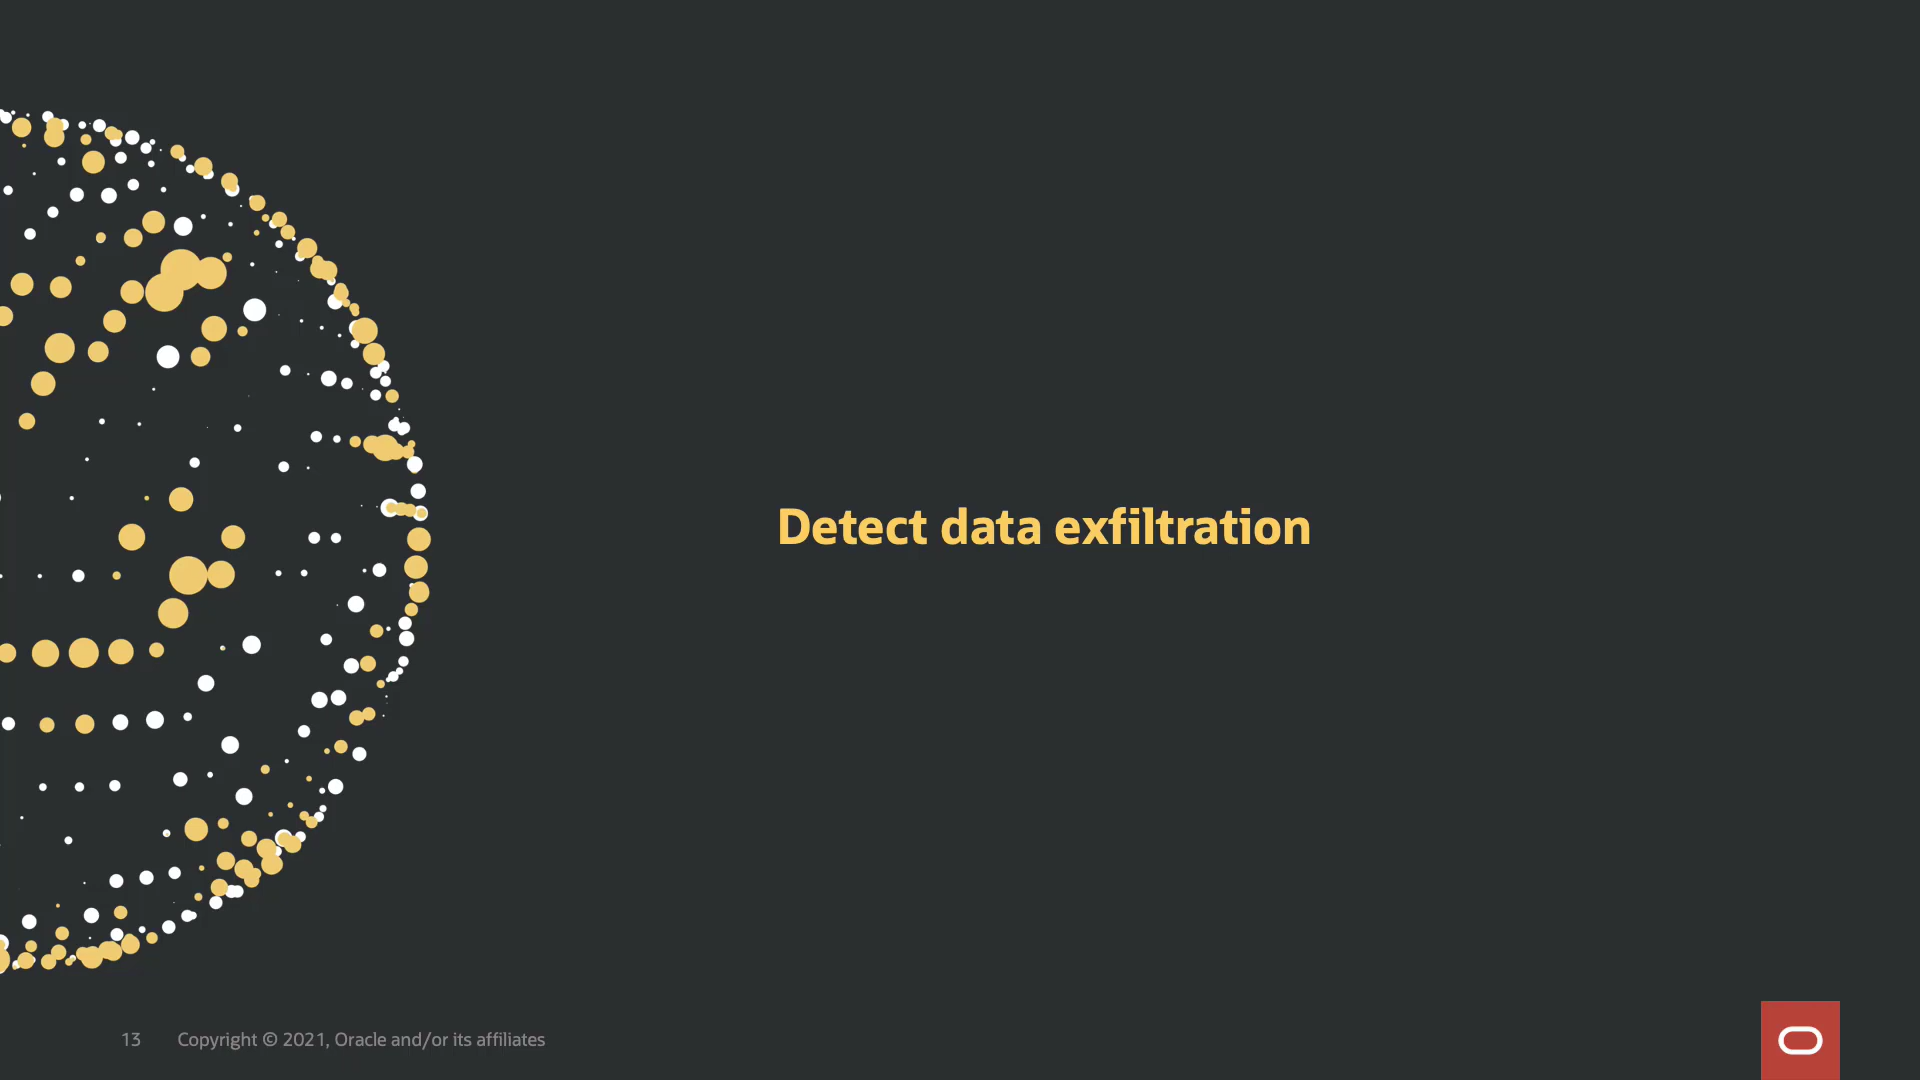 Detect data exfiltration
13 Copyright © 2021, Oracle and/or its affiliates